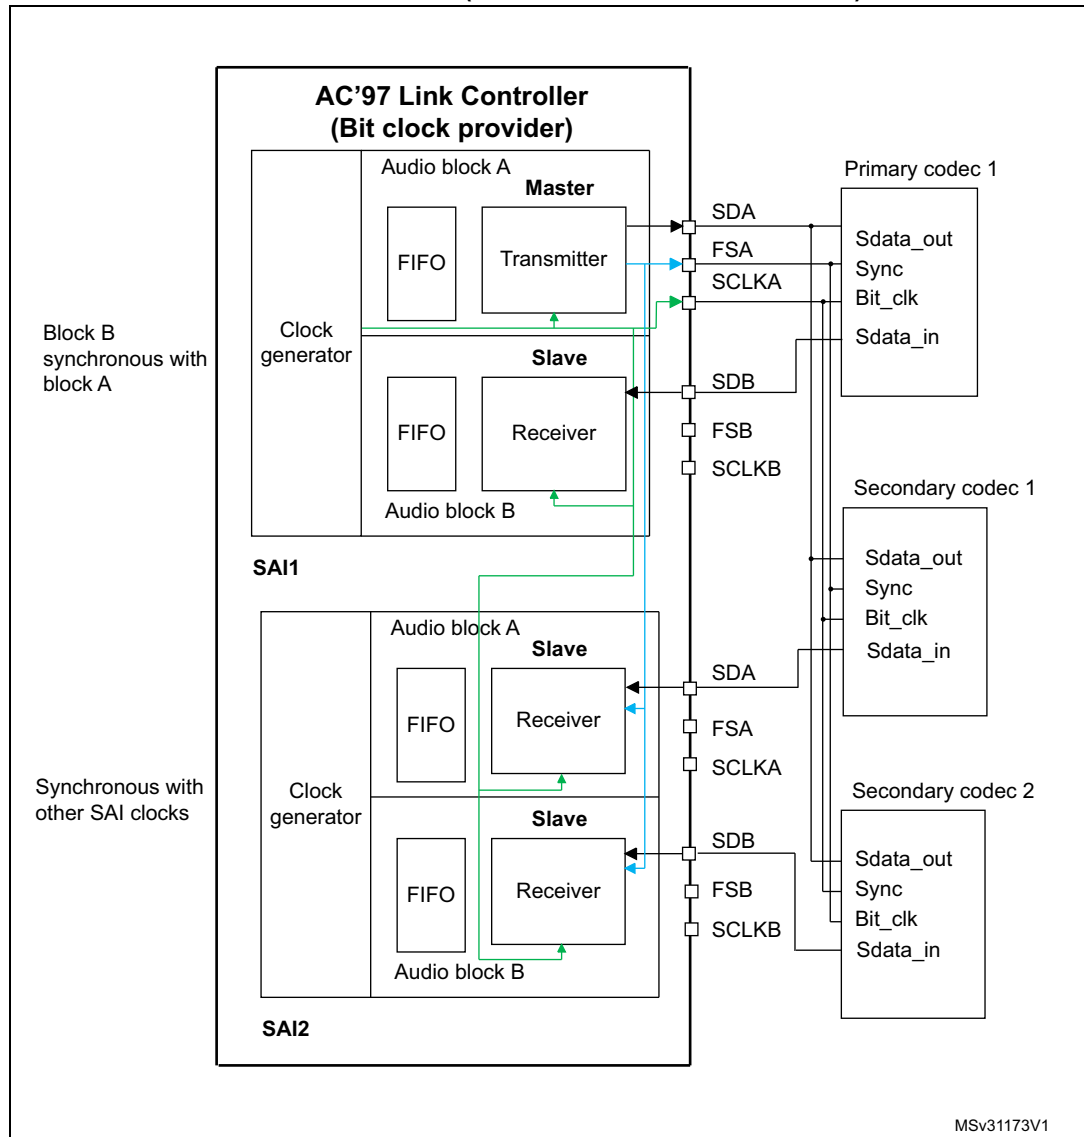 AC’97 Link Controller
(Bit clock provider)
Audio block A
Master
FIFO
Transmitter
Clock
generator
Slave
FIFO
Receiver
Audio block B
SAI1
Block B
synchronous with
block A
SDA
FSA
SCLKA
SDB
FSB
SCLKB
Primary codec 1
Sdata_out
Sync
Bit_clk
Sdata_in
Secondary codec 1
Sdata_out
Sync
Bit_clk
Sdata_in
Audio block A
Slave
FIFO
Receiver
Clock
generator
Slave
FIFO
Receiver
Audio block B
SAI2
Synchronous with
other SAI clocks
SDA
FSA
SCLKA
SDB
FSB
SCLKB
Secondary codec 2
Sdata_out
Sync
Bit_clk
Sdata_in
MSv31173V1